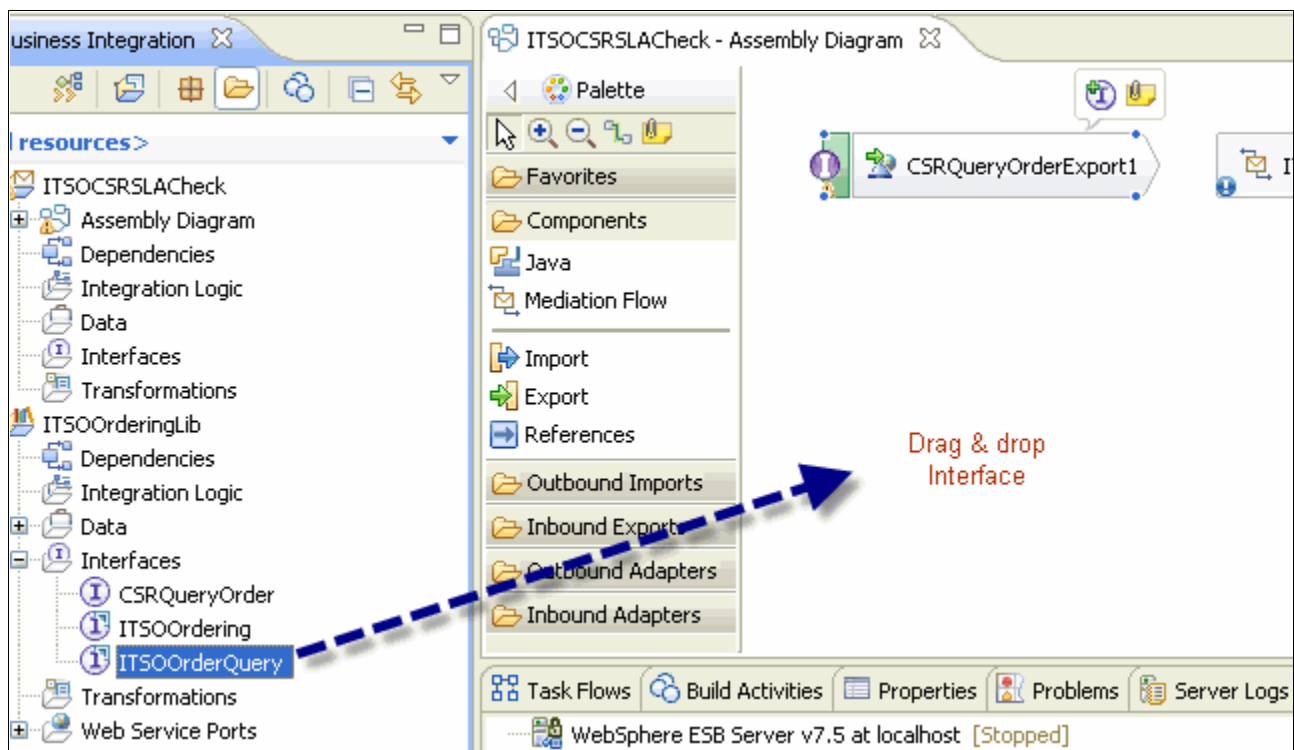 usiness Integration
resources>
ITSOCSRSLACheck
Assembly Diagram
Dependencies
Integration Logic
Data
Interfaces
Transformations
ITSOOrderingLib
Dependencies
Integration Logic
Data
Interfaces
CSRQueryOrder
ITSOOrdering
ITSOOrderQuery
Transformations
Web Service Ports
ITSOCSRSLACheck - Assembly Diagram
Palette
Favorites
Components
Java
Mediation Flow
Import
Export
References
Outbound Imports
Inbound Exports
Outbound Adapters
Inbound Adapters
CSRQueryOrderExport1
Drag & drop
Interface
Task Flows Build Activities Properties Problems Server Logs
WebSphere ESB Server v7.5 at localhost [Stopped]